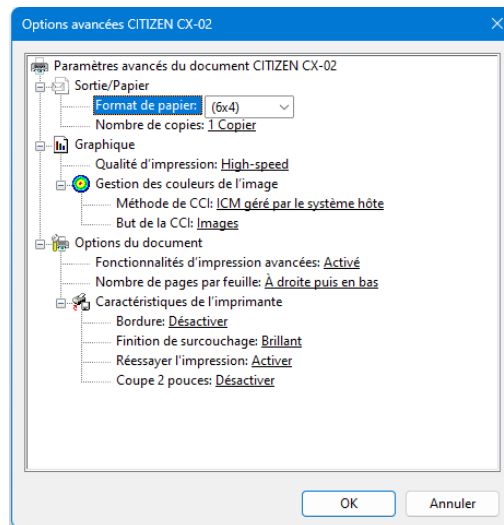 Options avancées CITIZEN CX-02
Paramètres avancés du document CITIZEN CX-02
Sortie/Papier
Format de papier: (6x4)
Nombre de copies: 1 Copier
Graphique
Qualité d'impression: High-speed
Gestion des couleurs de l'image
Méthode de CCI: ICM géré par le système hôte
But de la CCI: Images
Options du document
Fonctionnalités d'impression avancées: Activé
Nombre de pages par feuille: À droite puis en bas
Caractéristiques de l'imprimante
Bordure: Désactiver
Finition de surcouchage: Brillant
Réessayer l'impression: Activer
Coupe 2 pouces: Désactiver
OK Annuler